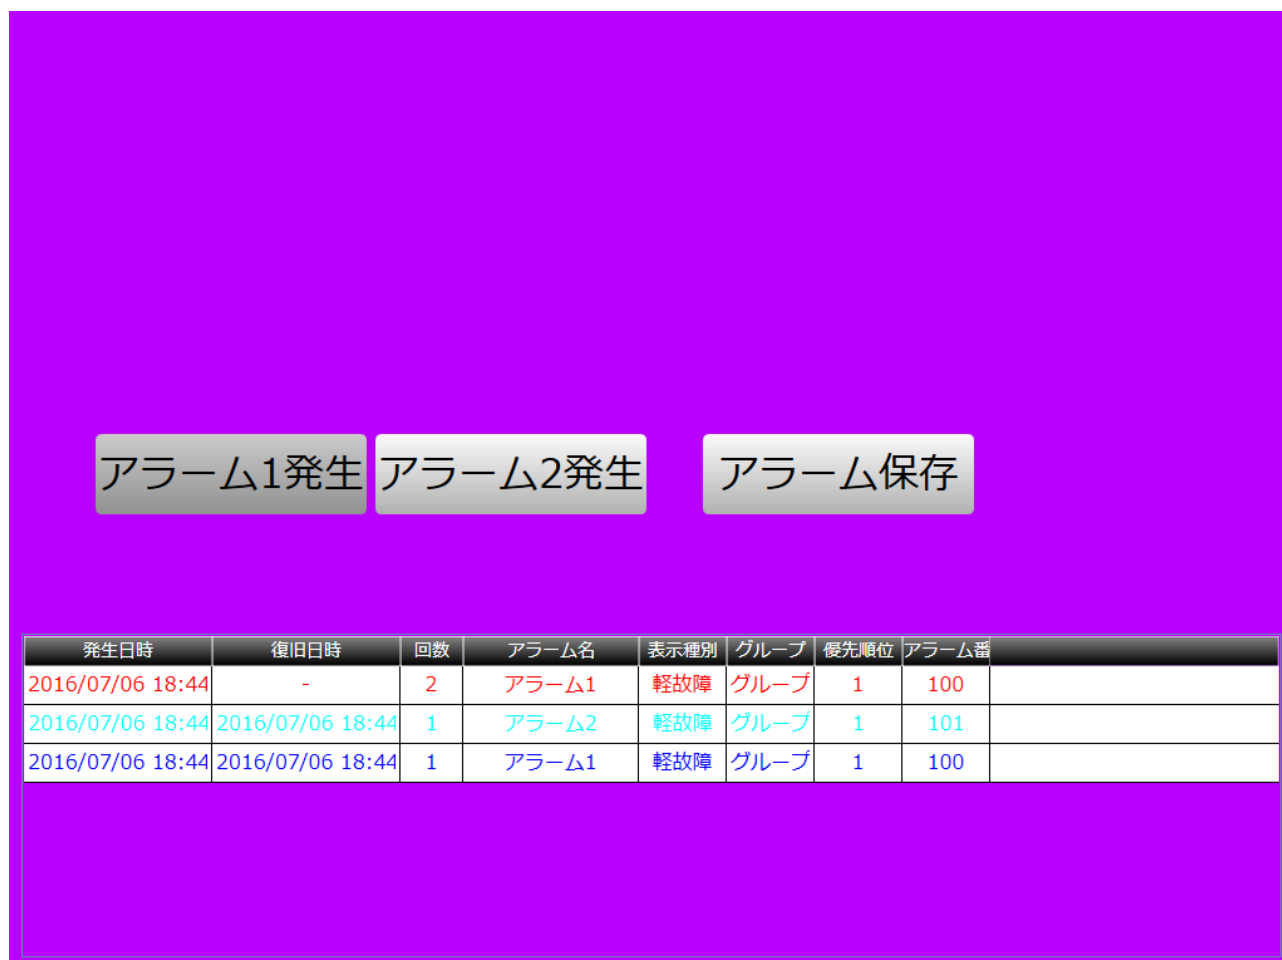 アラーム1発生 アラーム2発生 アラーム保存
発生日時 復旧日時 回数 アラーム名 表示種別 グループ 優先順位 アラーム番
2016/07/06 18:44 - 2 アラーム1 軽故障 グループ 1 100
2016/07/06 18:44 2016/07/06 18:44 1 アラーム2 軽故障 グループ 1 101
2016/07/06 18:44 2016/07/06 18:44 1 アラーム1 軽故障 グループ 1 100